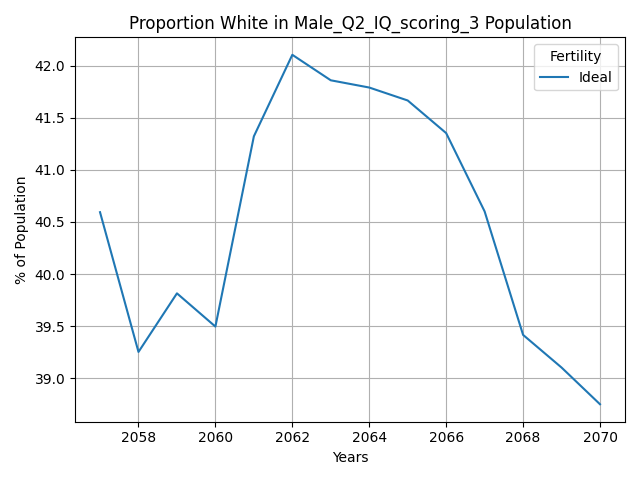 Proportion White in Male_Q2_IQ_scoring_3 Population
Fertility
Ideal
% of Population
42.0
41.5
41.0
40.5
40.0
39.5
39.0
2058 2060 2062 2064 2066 2068 2070
Years